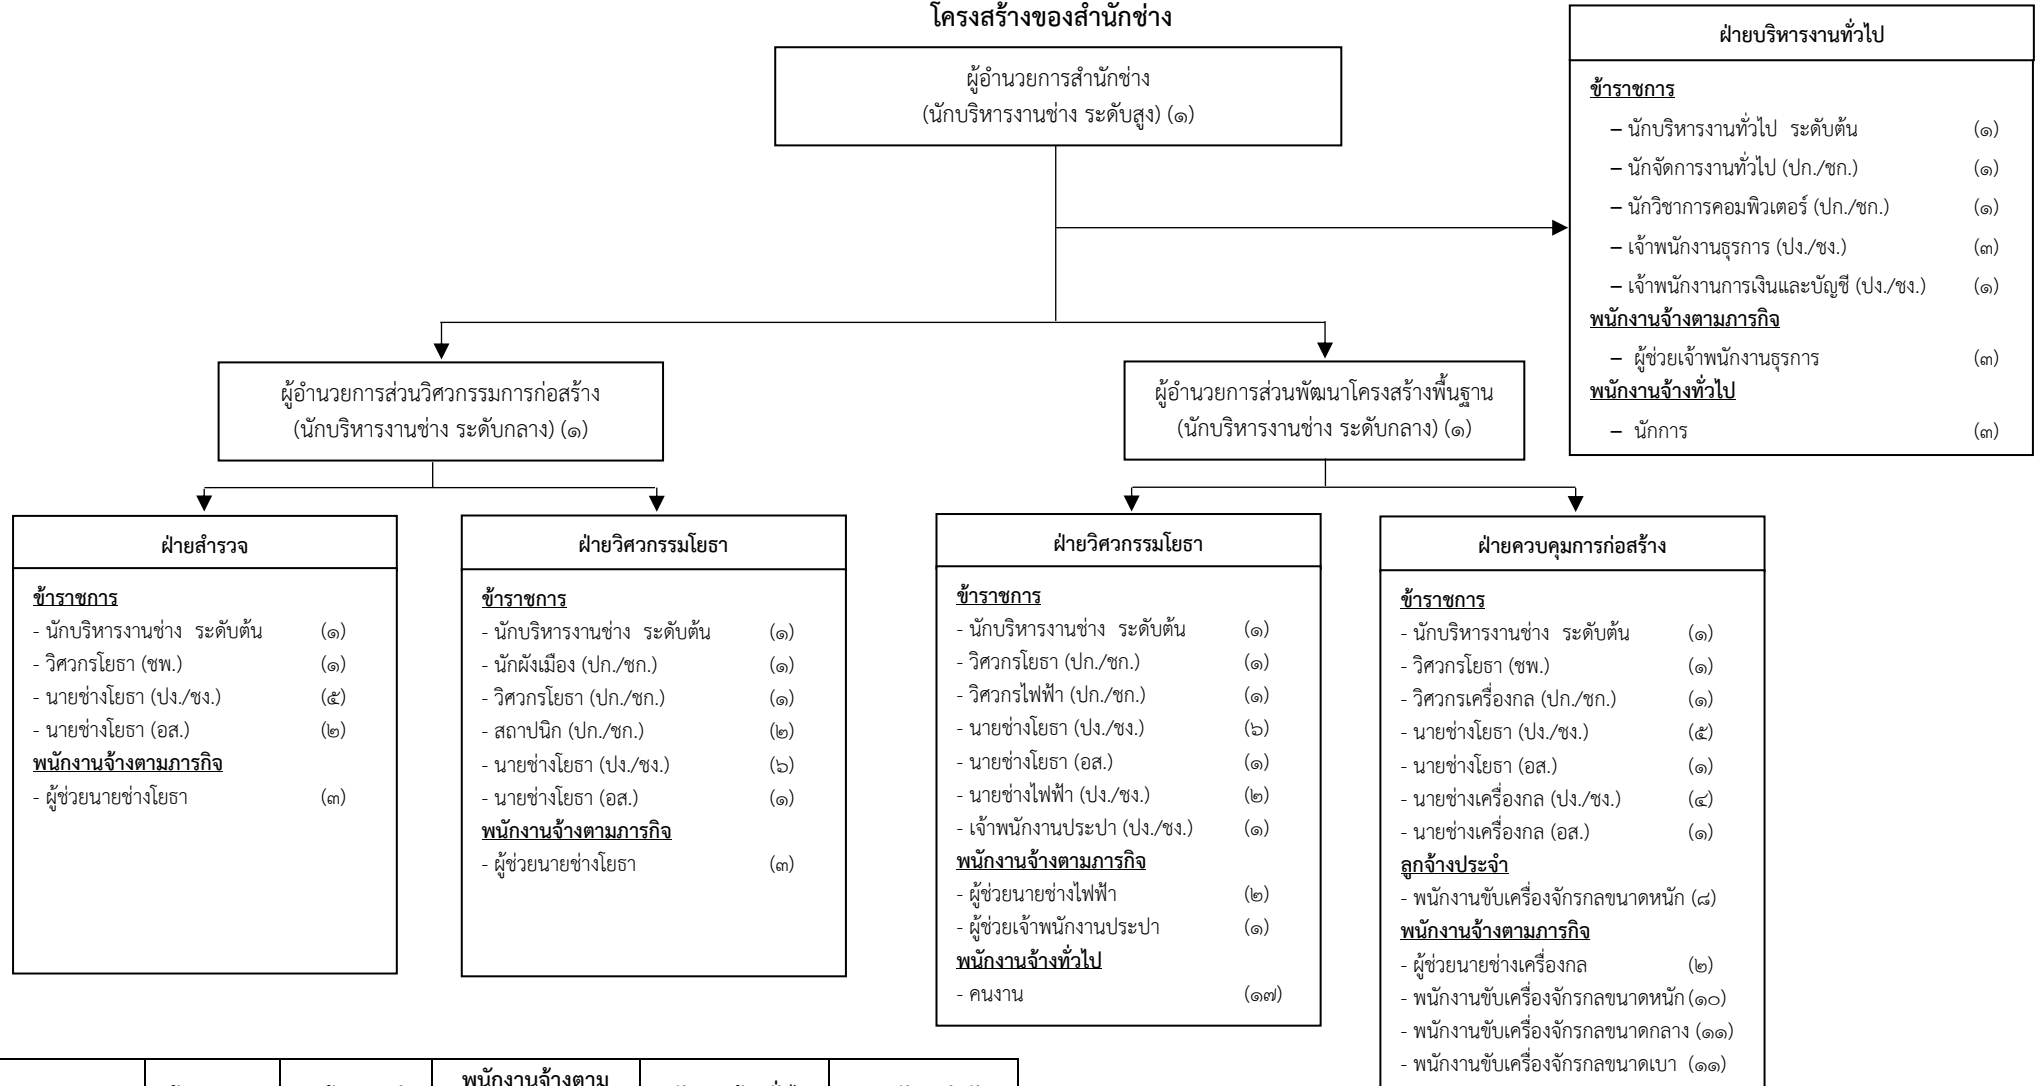 โครงสร้างของสำนักช่าง
ผู้อำนวยการสำนักช่าง
(นักบริหารงานช่าง ระดับสูง) (๑)
ฝ่ายบริหารงานทั่วไป
ข้าราชการ
– นักบริหารงานทั่วไป ระดับต้น (๑)
– นักจัดการงานทั่วไป (ปก./ชก.) (๑)
– นักวิชาการคอมพิวเตอร์ (ปก./ชก.) (๑)
– เจ้าพนักงานธุรการ (ปง./ชง.) (๓)
– เจ้าพนักงานการเงินและบัญชี (ปง./ชง.) (๑)
พนักงานจ้างตามภารกิจ
– ผู้ช่วยเจ้าพนักงานธุรการ (๓)
พนักงานจ้างทั่วไป
– นักการ (๓)
ผู้อำนวยการส่วนวิศวกรรมการก่อสร้าง
(นักบริหารงานช่าง ระดับกลาง) (๑)
ผู้อำนวยการส่วนพัฒนาโครงสร้างพื้นฐาน
(นักบริหารงานช่าง ระดับกลาง) (๑)
ฝ่ายสำรวจ
ข้าราชการ
- นักบริหารงานช่าง ระดับต้น (๑)
- วิศวกรโยธา (ชพ.) (๑)
- นายช่างโยธา (ปง./ชง.) (๕)
- นายช่างโยธา (อส.) (๒)
พนักงานจ้างตามภารกิจ
- ผู้ช่วยนายช่างโยธา (๓)
ฝ่ายวิศวกรรมโยธา
ข้าราชการ
- นักบริหารงานช่าง ระดับต้น (๑)
- นักผังเมือง (ปก./ชก.) (๑)
- วิศวกรโยธา (ปก./ชก.) (๑)
- สถาปนิก (ปก./ชก.) (๒)
- นายช่างโยธา (ปง./ชง.) (๖)
- นายช่างโยธา (อส.) (๑)
พนักงานจ้างตามภารกิจ
- ผู้ช่วยนายช่างโยธา (๓)
ฝ่ายวิศวกรรมโยธา
ข้าราชการ
- นักบริหารงานช่าง ระดับต้น (๑)
- วิศวกรโยธา (ปก./ชก.) (๑)
- วิศวกรไฟฟ้า (ปก./ชก.) (๑)
- นายช่างโยธา (ปง./ชง.) (๖)
- นายช่างโยธา (อส.) (๑)
- นายช่างไฟฟ้า (ปง./ชง.) (๒)
- เจ้าพนักงานประปา (ปง./ชง.) (๑)
พนักงานจ้างตามภารกิจ
- ผู้ช่วยนายช่างไฟฟ้า (๒)
- ผู้ช่วยเจ้าพนักงานประปา (๑)
พนักงานจ้างทั่วไป
- คนงาน (๑๗)
ฝ่ายควบคุมการก่อสร้าง
ข้าราชการ
- นักบริหารงานช่าง ระดับต้น (๑)
- วิศวกรโยธา (ชพ.) (๑)
- วิศวกรเครื่องกล (ปก./ชก.) (๑)
- นายช่างโยธา (ปง./ชง.) (๕)
- นายช่างโยธา (อส.) (๑)
- นายช่างเครื่องกล (ปง./ชง.) (๔)
- นายช่างเครื่องกล (อส.) (๑)
ลูกจ้างประจำ
- พนักงานขับเครื่องจักรกลขนาดหนัก (๘)
พนักงานจ้างตามภารกิจ
- ผู้ช่วยนายช่างเครื่องกล (๒)
- พนักงานขับเครื่องจักรกลขนาดหนัก (๑๐)
- พนักงานขับเครื่องจักรกลขนาดกลาง (๑๑)
- พนักงานขับเครื่องจักรกลขนาดเบา (๑๑)
พนักงานจ้างตาม